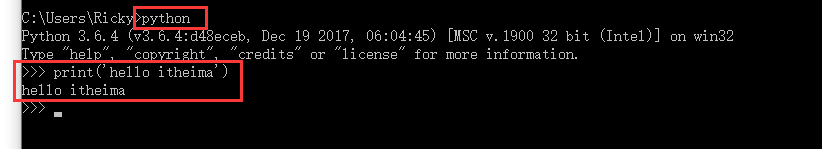 C:\Users\Ricky>python
Python 3.6.4 (v3.6.4:d48eceb, Dec 19 2017, 06:04:45) [MSC v.1900 32 bit (Intel)] on win32
Type "help", "copyright", "credits" or "license" for more information.
>>> print('hello itheima')
hello itheima
>>> _